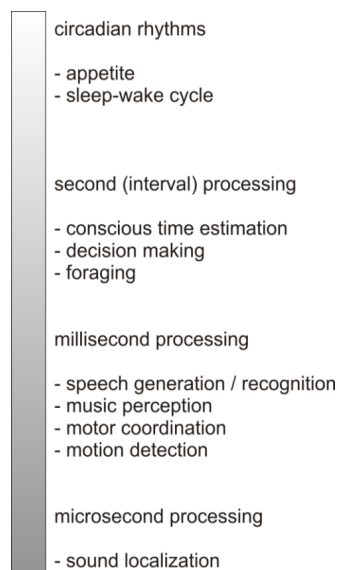 circadian rhythms
- appetite
- sleep-wake cycle
second (interval) processing
- conscious time estimation
- decision making
- foraging
millisecond processing
- speech generation / recognition
- music perception
- motor coordination
- motion detection
microsecond processing
- sound localization